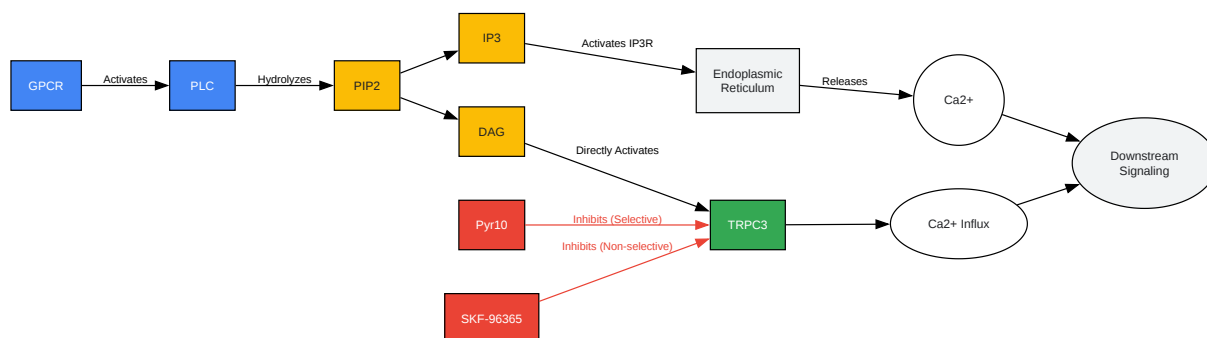 GPCR
Activates
PLC
Hydrolyzes
PIP2
IP3
Activates IP3R
Endoplasmic
Reticulum
Releases
Ca2+
DAG
Directly Activates
Downstream
Signaling
Pyr10
Inhibits (Selective)
TRPC3
Ca2+ Influx
Inhibits (Non-selective)
SKF-96365